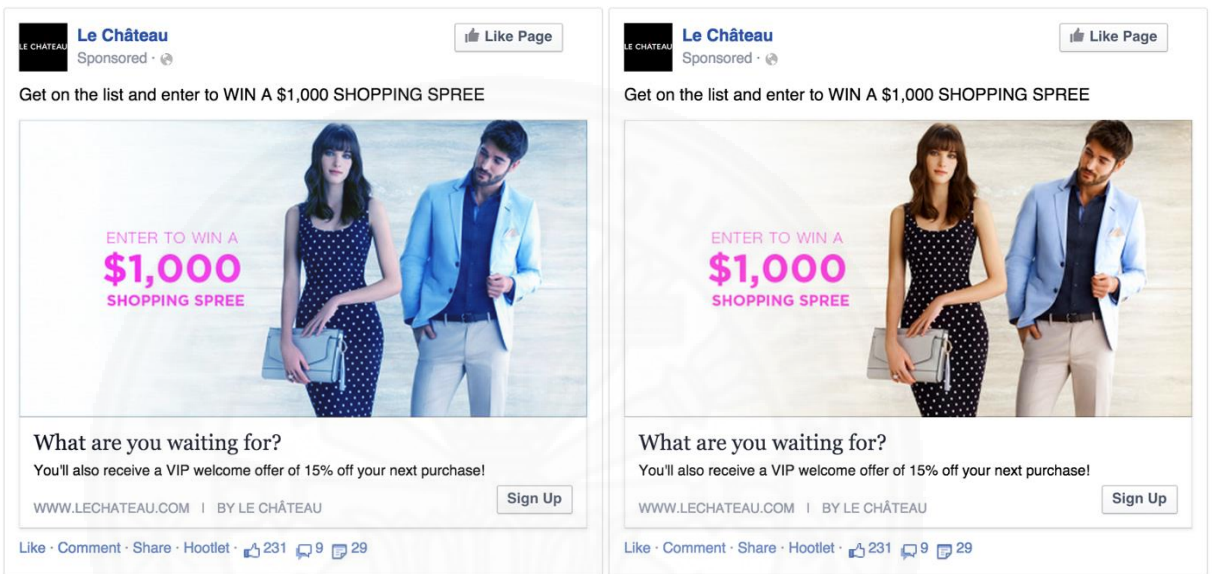 LE CHATEAU
Le Château
Sponsored ·
Like Page
Get on the list and enter to WIN A $1,000 SHOPPING SPREE
ENTER TO WIN A
$1,000
SHOPPING SPREE
What are you waiting for?
You'll also receive a VIP welcome offer of 15% off your next purchase!
WWW.LECHATEAU.COM | BY LE CHÂTEAU
Sign Up
Like · Comment · Share · Hootlet · 231 9 29
LE CHATEAU
Le Château
Sponsored ·
Like Page
Get on the list and enter to WIN A $1,000 SHOPPING SPREE
ENTER TO WIN A
$1,000
SHOPPING SPREE
What are you waiting for?
You'll also receive a VIP welcome offer of 15% off your next purchase!
WWW.LECHATEAU.COM | BY LE CHÂTEAU
Sign Up
Like · Comment · Share · Hootlet · 231 9 29